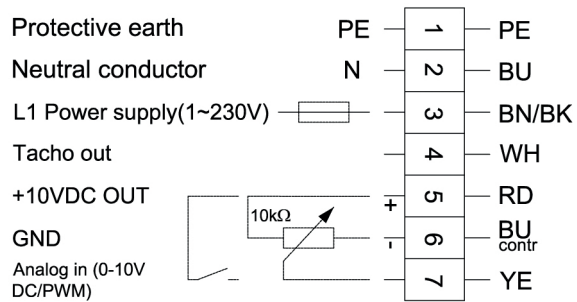 Protective earth PE 1 PE
Neutral conductor N 2 BU
L1 Power supply(1~230V) 3 BN/BK
Tacho out 4 WH
+10VDC OUT + 5 RD
10kΩ
GND - 6 BU
contr
Analog in (0-10V
DC/PWM) 7 YE